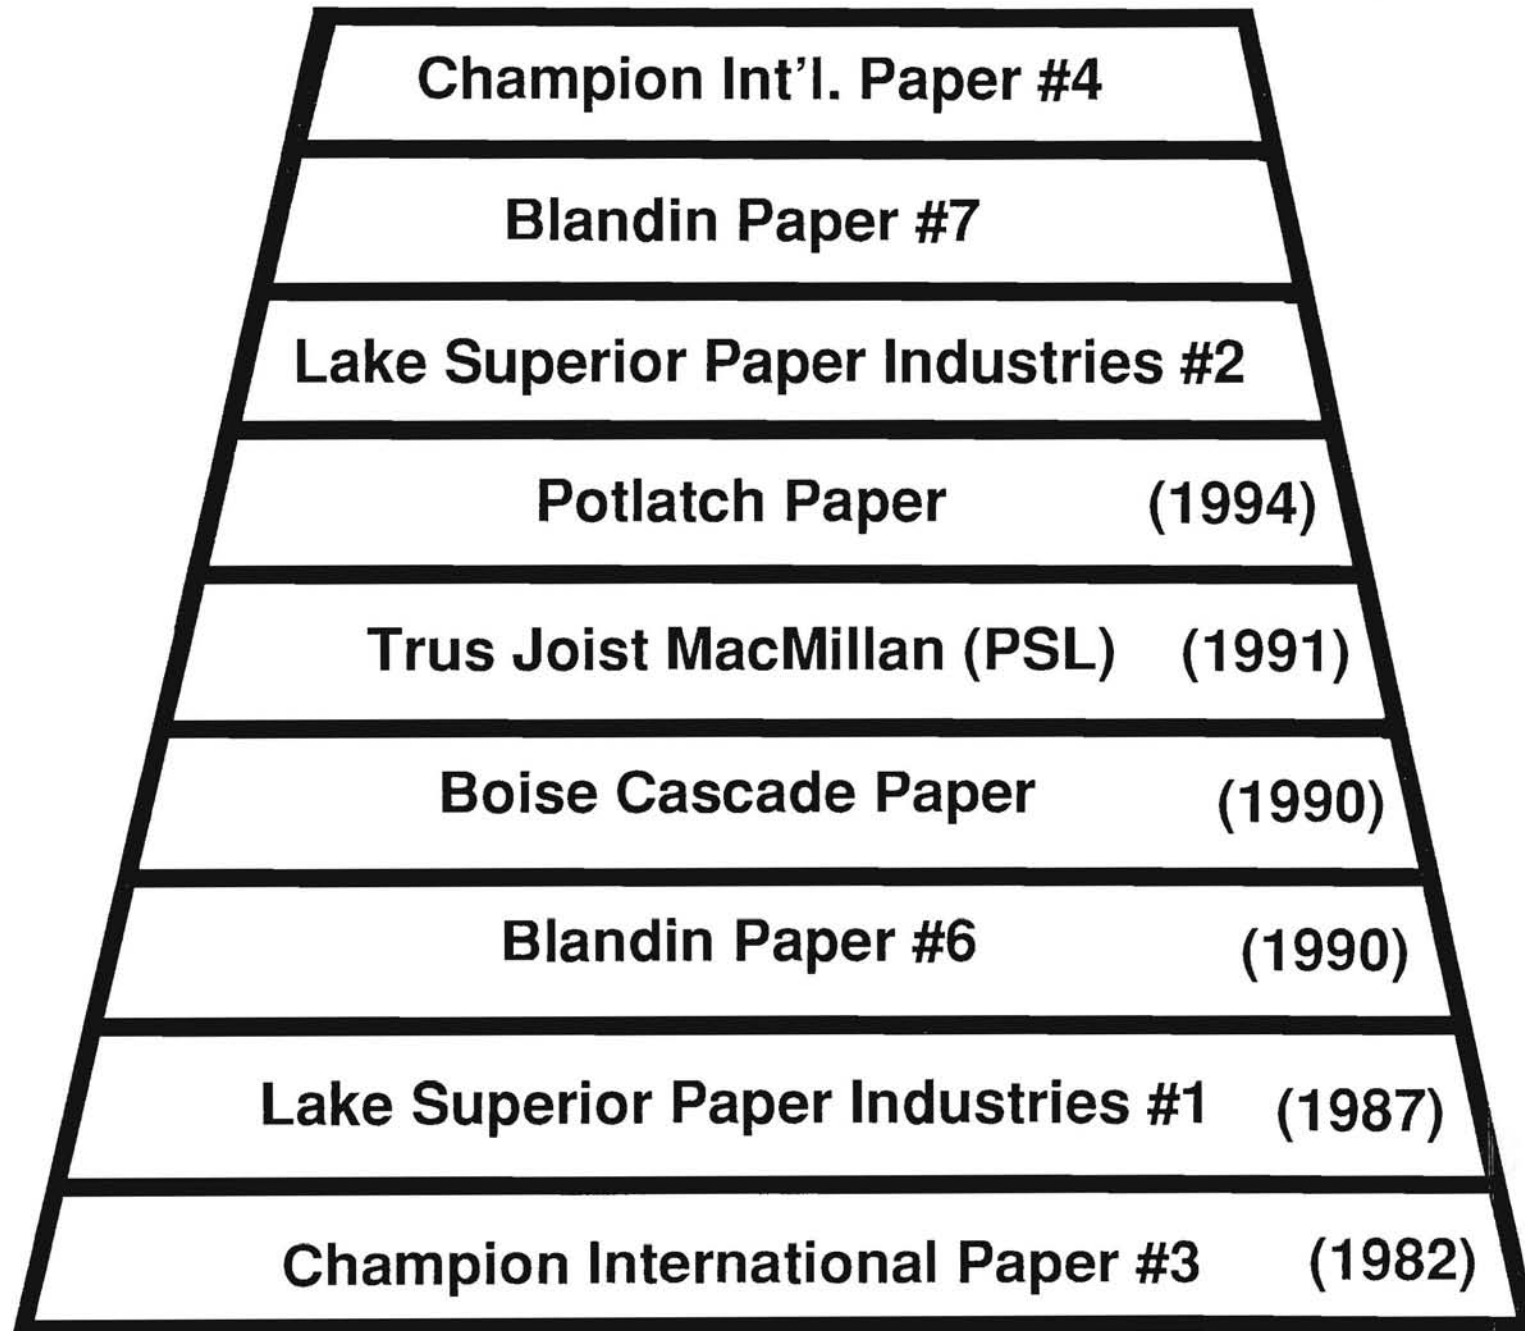 Champion Int'l. Paper #4
Blandin Paper #7
Lake Superior Paper Industries #2
Potlatch Paper (1994)
Trus Joist MacMillan (PSL) (1991)
Boise Cascade Paper (1990)
Blandin Paper #6 (1990)
Lake Superior Paper Industries #1 (1987)
Champion International Paper #3 (1982)